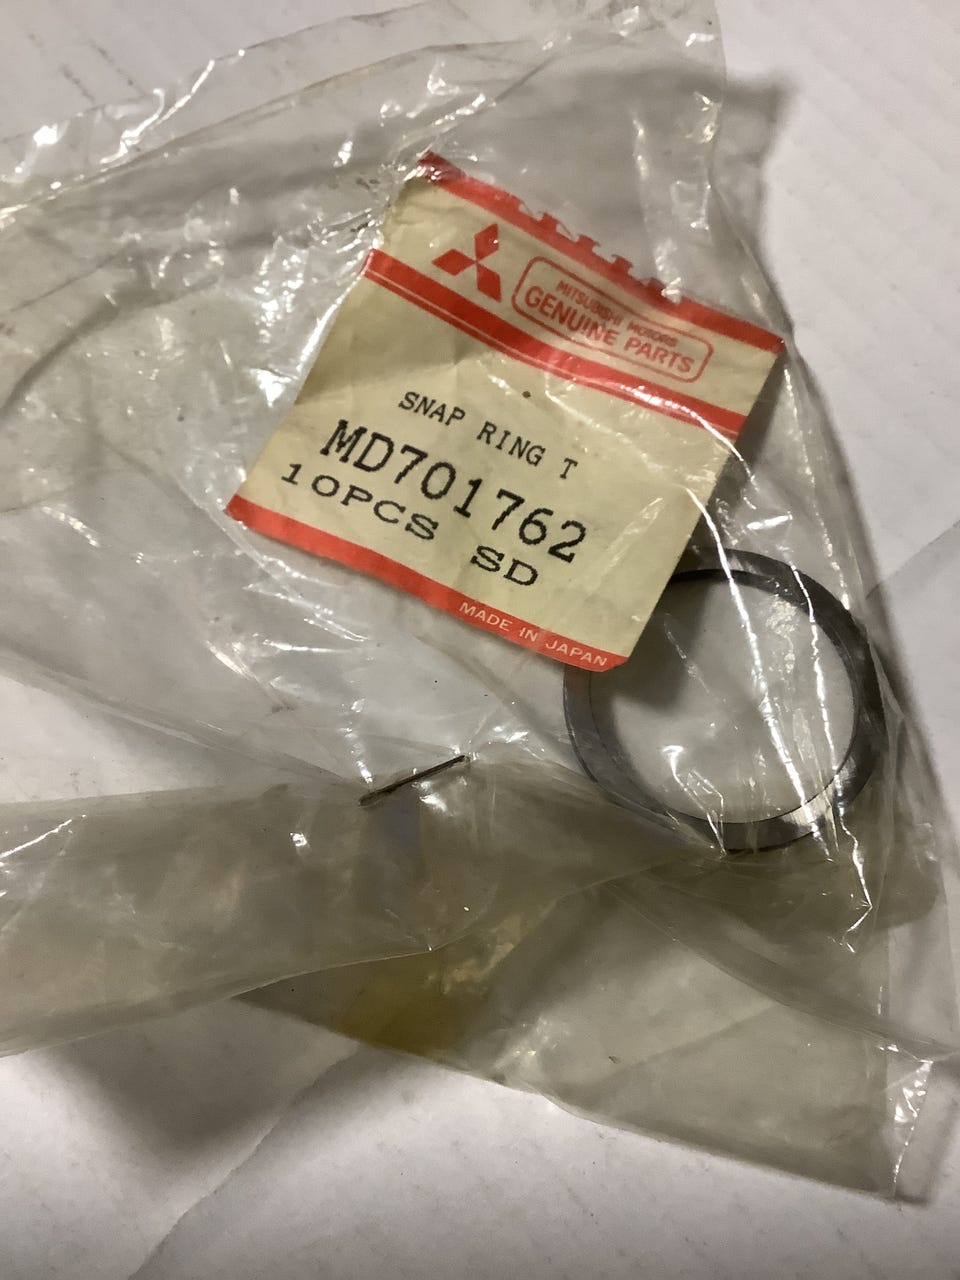 MITSUBISHI MOTORS
GENUINE PARTS
SNAP RING T
MD701762
10PCS SD
MADE IN JAPAN